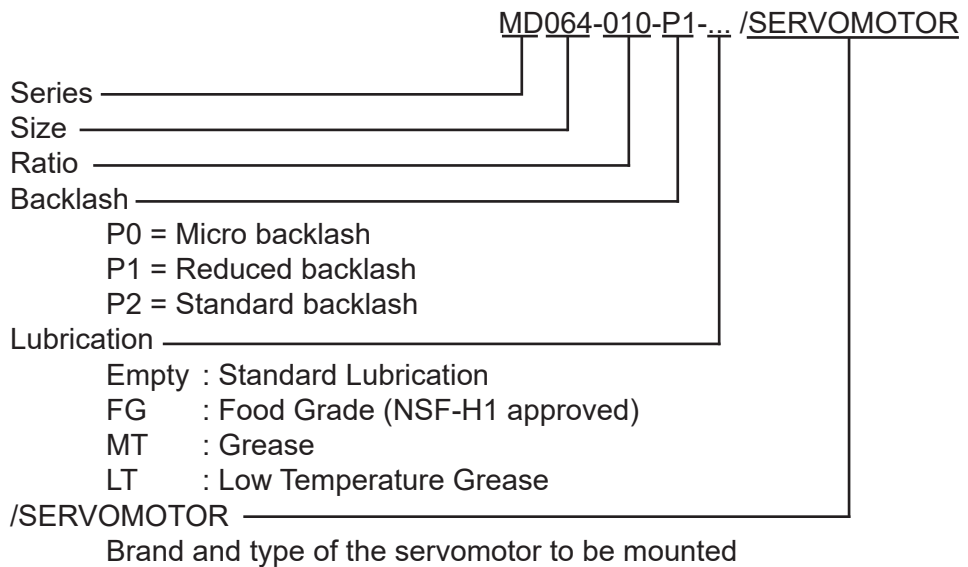 MD064-010-P1-... /SERVOMOTOR
Series
Size
Ratio
Backlash
P0 = Micro backlash
P1 = Reduced backlash
P2 = Standard backlash
Lubrication
Empty : Standard Lubrication
FG : Food Grade (NSF-H1 approved)
MT : Grease
LT : Low Temperature Grease
/SERVOMOTOR
Brand and type of the servomotor to be mounted